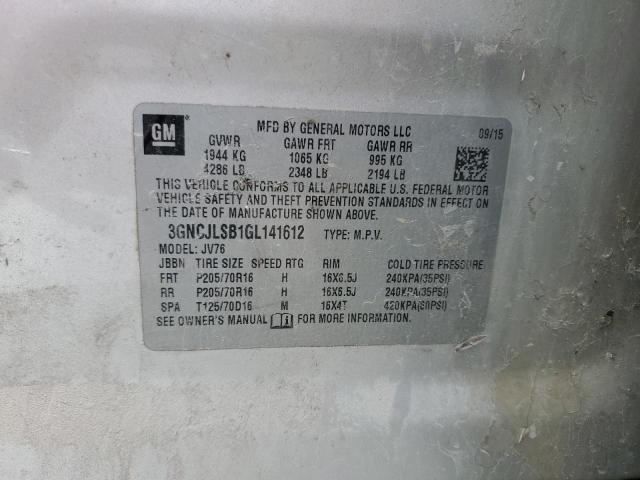 GM
MFD BY GENERAL MOTORS LLC 09/15
GVWR GAWR FRT GAWR RR
1944 KG 1065 KG 995 KG
4286 LB 2348 LB 2194 LB
THIS VEHICLE CONFORMS TO ALL APPLICABLE U.S. FEDERAL MOTOR
VEHICLE SAFETY AND THEFT PREVENTION STANDARDS IN EFFECT ON
THE DATE OF MANUFACTURE SHOWN ABOVE.
3GNCJLSB1GL141612 TYPE: M.P.V.
MODEL: JV76
JBBN TIRE SIZE SPEED RTG RIM COLD TIRE PRESSURE
FRT P205/70R16 H 16X6.5J 240KPA(35PSI)
RR P205/70R16 H 16X6.5J 240KPA(35PSI)
SPA T125/70D16 M 16X4T 420KPA(60PSI)
SEE OWNER'S MANUAL FOR MORE INFORMATION.